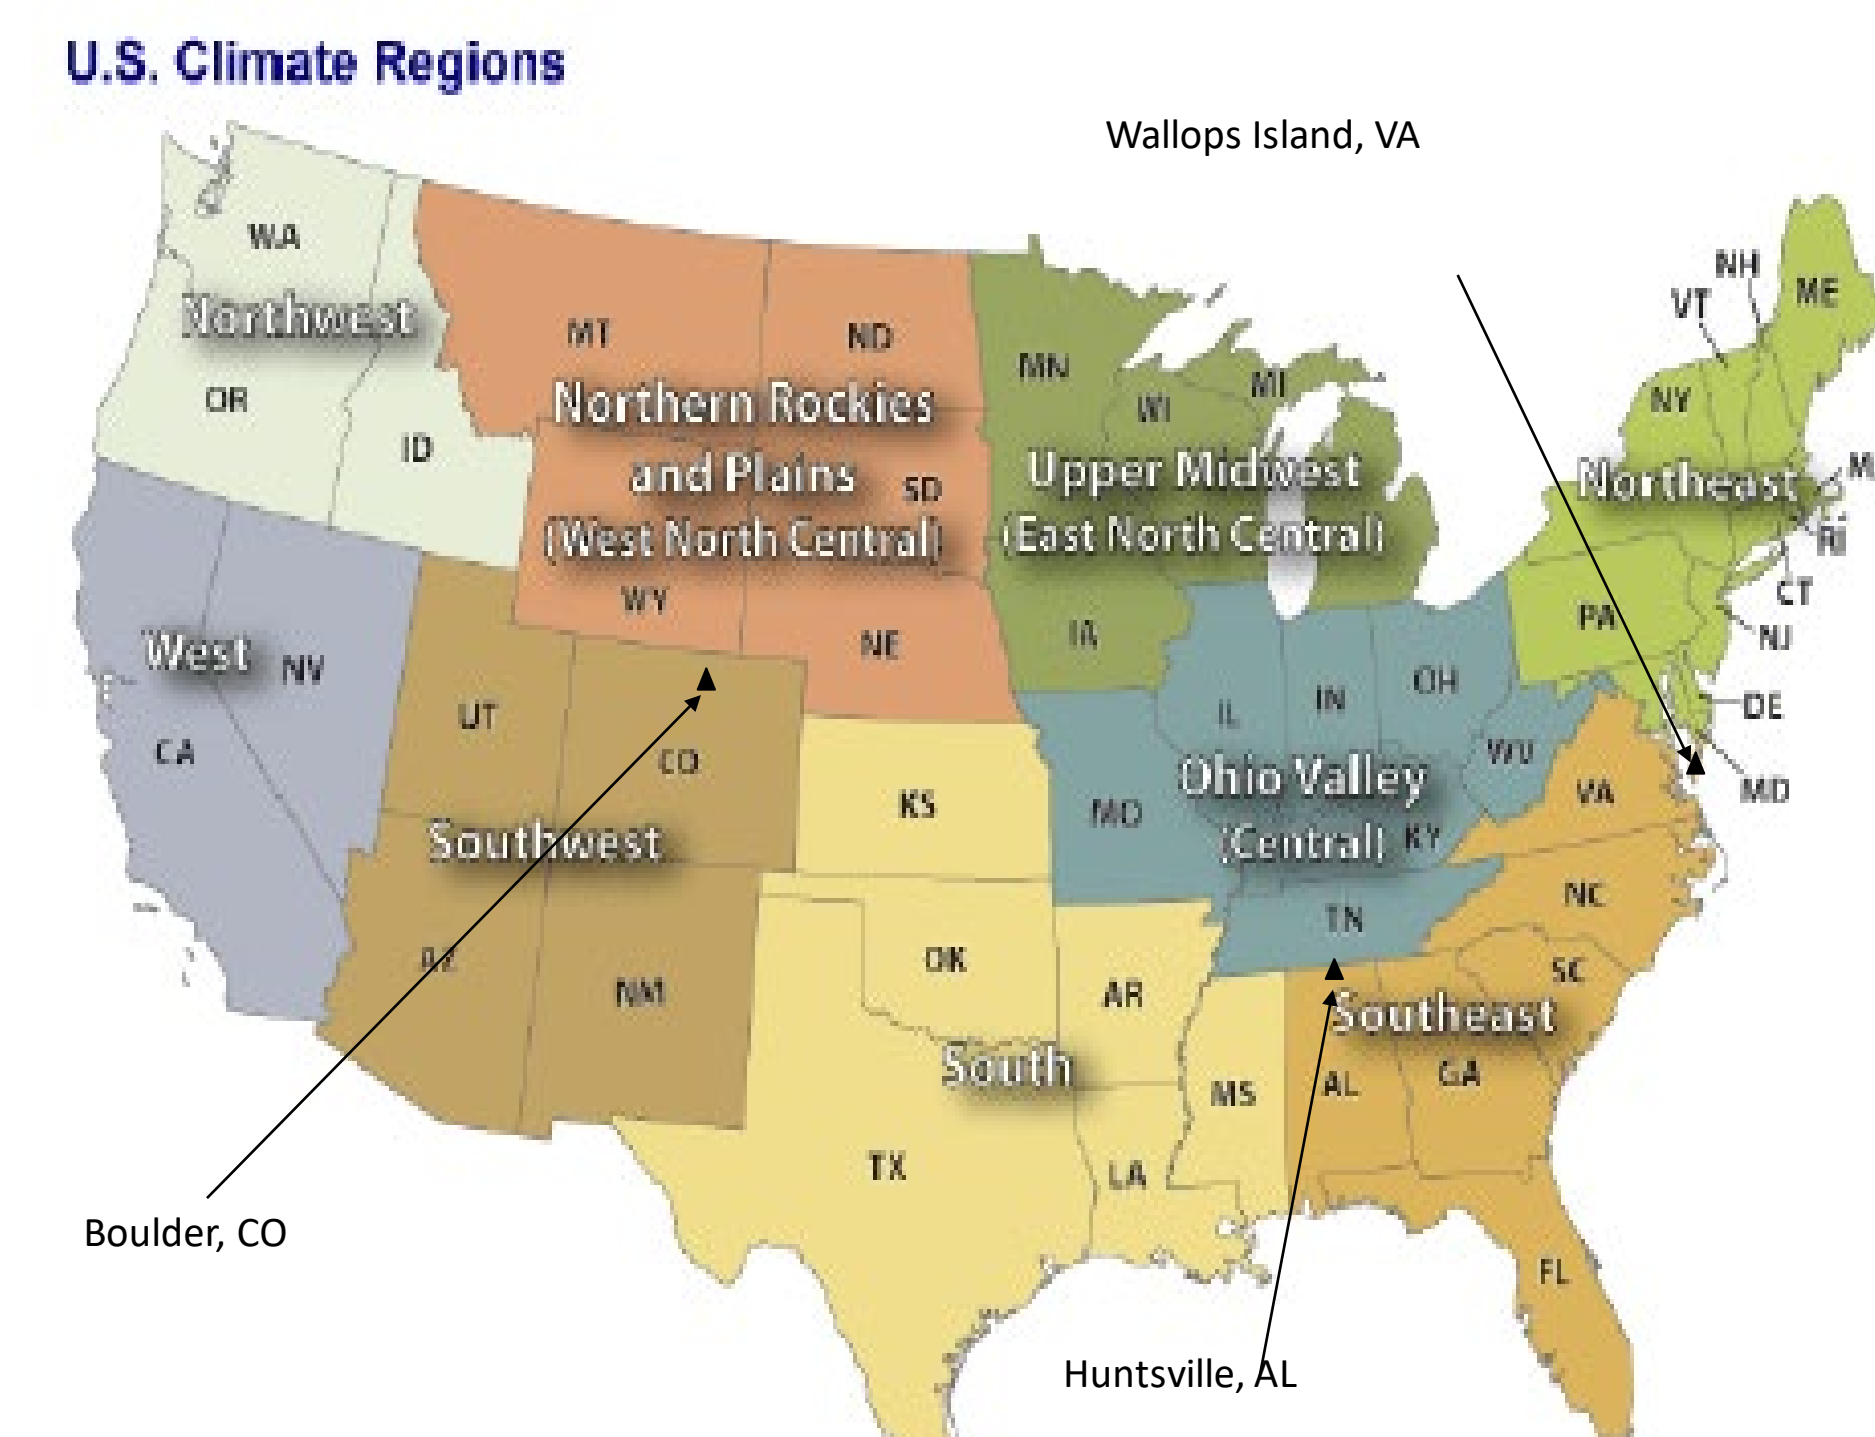 U.S. Climate Regions
Wallops Island, VA
WA
Northwest
OR
ID
MT
ND
Northern Rockies
and Plains
SD
(West North Central)
WY
NE
MN
WI
MI
Upper Midwest
(East North Central)
IA
NH
VT
ME
NY
Northeast
M
RI
CT
PA
NJ
DE
MD
West
NV
CA
UT
CO
Southwest
AZ
NM
KS
OK
AR
South
TX
LA
MS
IL
IN
OH
WV
MO
Ohio Valley
(Central)
KY
TN
VA
NC
SC
Southeast
AL
GA
FL
Boulder, CO
Huntsville, AL